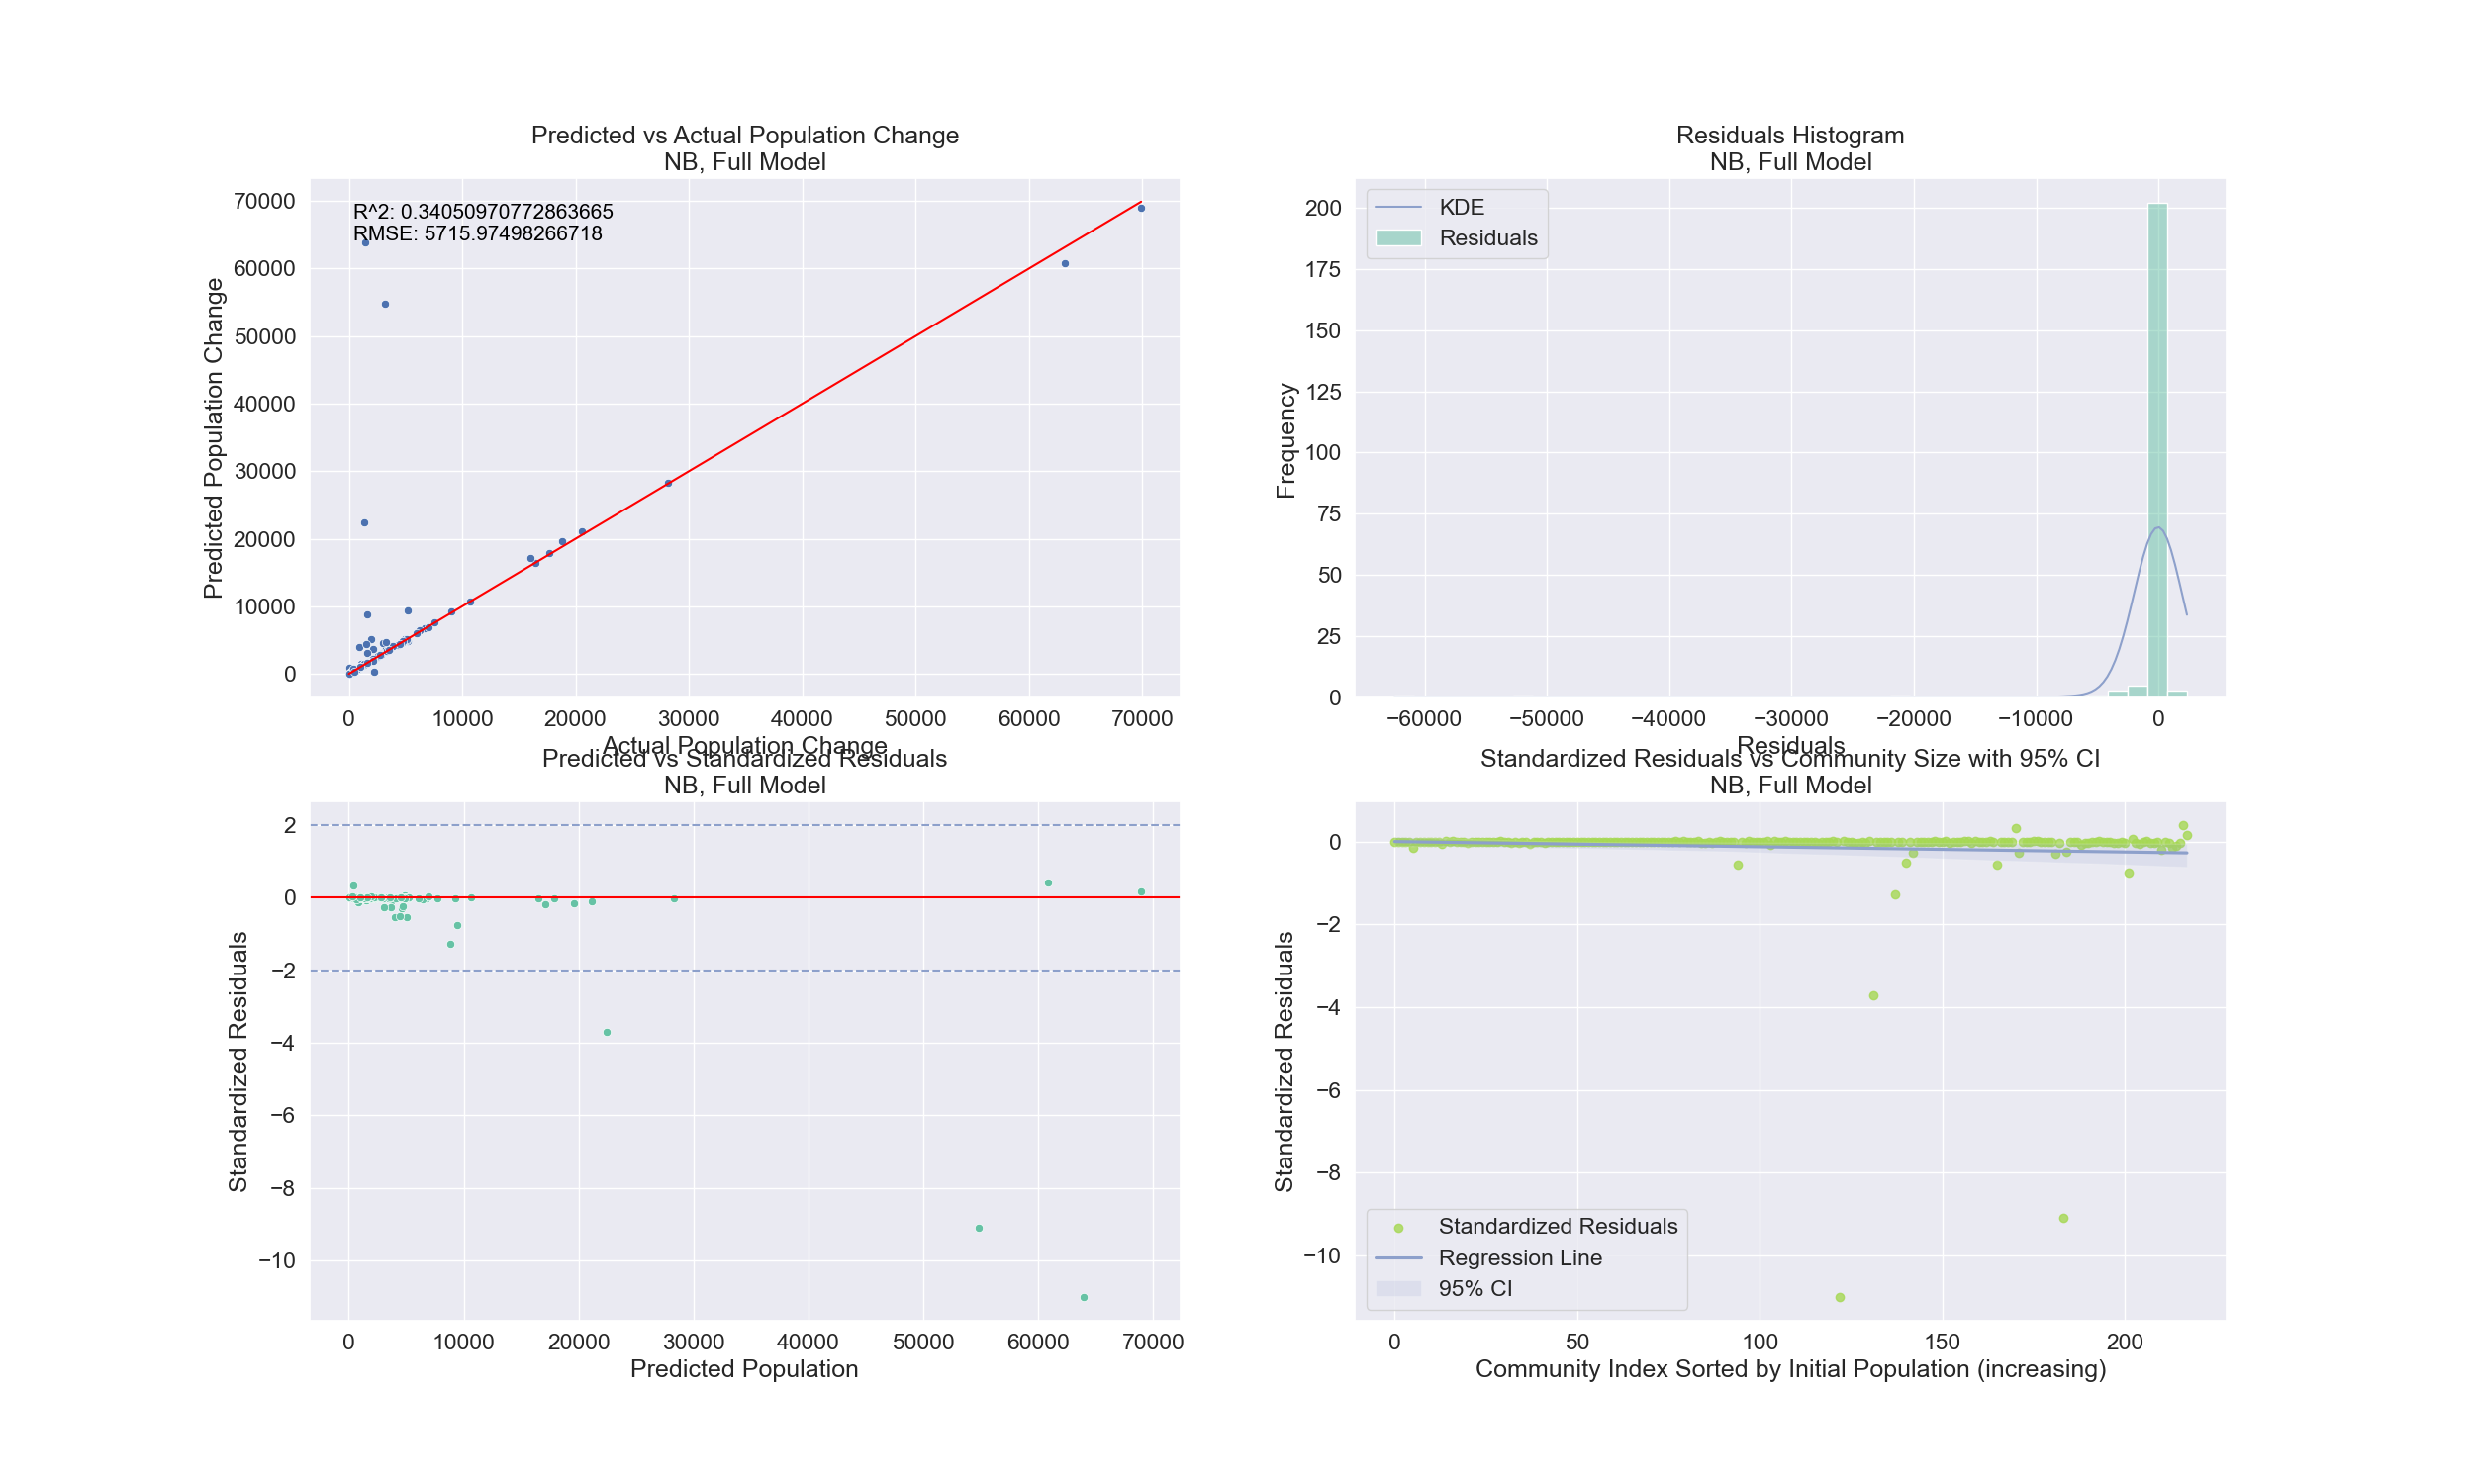 Predicted vs Actual Population Change
NB, Full Model
R^2: 0.34050970772863665
RMSE: 5715.97498266718
Predicted Population Change
70000
60000
50000
40000
30000
20000
10000
0
0 10000 20000 30000 40000 50000 60000 70000
Actual Population Change
Residuals Histogram
NB, Full Model
KDE
Residuals
Frequency
200
175
150
125
100
75
50
25
0
−60000 −50000 −40000 −30000 −20000 −10000 0
Residuals
Predicted vs Standardized Residuals
NB, Full Model
Standardized Residuals
2
0
−2
−4
−6
−8
−10
0 10000 20000 30000 40000 50000 60000 70000
Predicted Population
Standardized Residuals vs Community Size with 95% CI
NB, Full Model
Standardized Residuals
0
−2
−4
−6
−8
−10
Standardized Residuals
Regression Line
95% CI
0 50 100 150 200
Community Index Sorted by Initial Population (increasing)